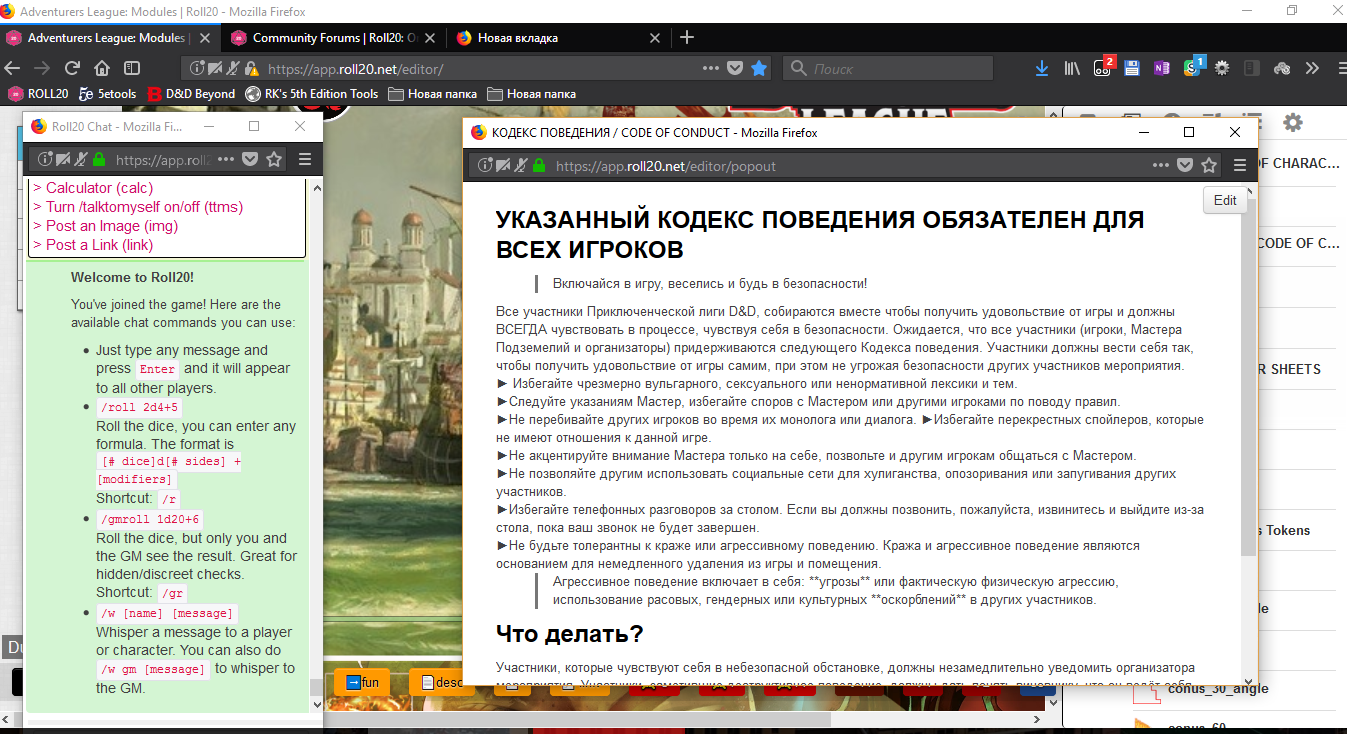 Adventurers League: Modules | Roll20 - Mozilla Firefox
Adventurers League: Modules |
Community Forums | Roll20: O
Новая вкладка
https://app.roll20.net/editor/
Поиск
2
1
ROLL20
5etools
D&D Beyond
RK's 5th Edition Tools
Новая папка
Новая папка
Roll20 Chat - Mozilla Fi...
https://app.roll2
> Calculator (calc)
> Turn /talktomyself on/off (ttms)
> Post an Image (img)
> Post a Link (link)
Welcome to Roll20!
You've joined the game! Here are the
available chat commands you can use:
Just type any message and
press Enter and it will appear
to all other players.
/roll 2d4+5
Roll the dice, you can enter any
formula. The format is
[# dice]d[# sides] +
[modifiers]
Shortcut: /r
/gmroll 1d20+6
Roll the dice, but only you and
the GM see the result. Great for
hidden/discreet checks.
Shortcut: /gr
/w [name] [message]
Whisper a message to a player
or character. You can also do
/w gm [message] to whisper to
the GM.
КОДЕКС ПОВЕДЕНИЯ / CODE OF CONDUCT - Mozilla Firefox
https://app.roll20.net/editor/popout
Edit
УКАЗАННЫЙ КОДЕКС ПОВЕДЕНИЯ ОБЯЗАТЕЛЕН ДЛЯ
ВСЕХ ИГРОКОВ
Включайся в игру, веселись и будь в безопасности!
Все участники Приключенческой лиги D&D, собираются вместе чтобы получить удовольствие от игры и должны
ВСЕГДА чувствовать в процессе, чувствуя себя в безопасности. Ожидается, что все участники (игроки, Мастера
Подземелий и организаторы) придерживаются следующего Кодекса поведения. Участники должны вести себя так,
чтобы получить удовольствие от игры самим, при этом не угрожая безопасности других участников мероприятия.
► Избегайте чрезмерно вульгарного, сексуального или ненормативной лексики и тем.
►Следуйте указаниям Мастер, избегайте споров с Мастером или другими игроками по поводу правил.
►Не перебивайте других игроков во время их монолога или диалога. ►Избегайте перекрестных спойлеров, которые
не имеют отношения к данной игре.
►Не акцентируйте внимание Мастера только на себе, позвольте и другим игрокам общаться с Мастером.
►Не позволяйте другим использовать социальные сети для хулиганства, опозоривания или запугивания других
участников.
►Избегайте телефонных разговоров за столом. Если вы должны позвонить, пожалуйста, извинитесь и выйдите из-за
стола, пока ваш звонок не будет завершен.
►Не будьте толерантны к краже или агрессивному поведению. Кража и агрессивное поведение являются
основанием для немедленного удаления из игры и помещения.
Агрессивное поведение включает в себя: **угрозы** или фактическую физическую агрессию,
использование расовых, гендерных или культурных **оскорблений** в других участников.
Что делать?
Участники, которые чувствуют себя в небезопасной обстановке, должны незамедлительно уведомить организатора
OF CHARAC...
CODE OF C...
R SHEETS
s Tokens
le
conus_30_angle
conus_60
fun
desc